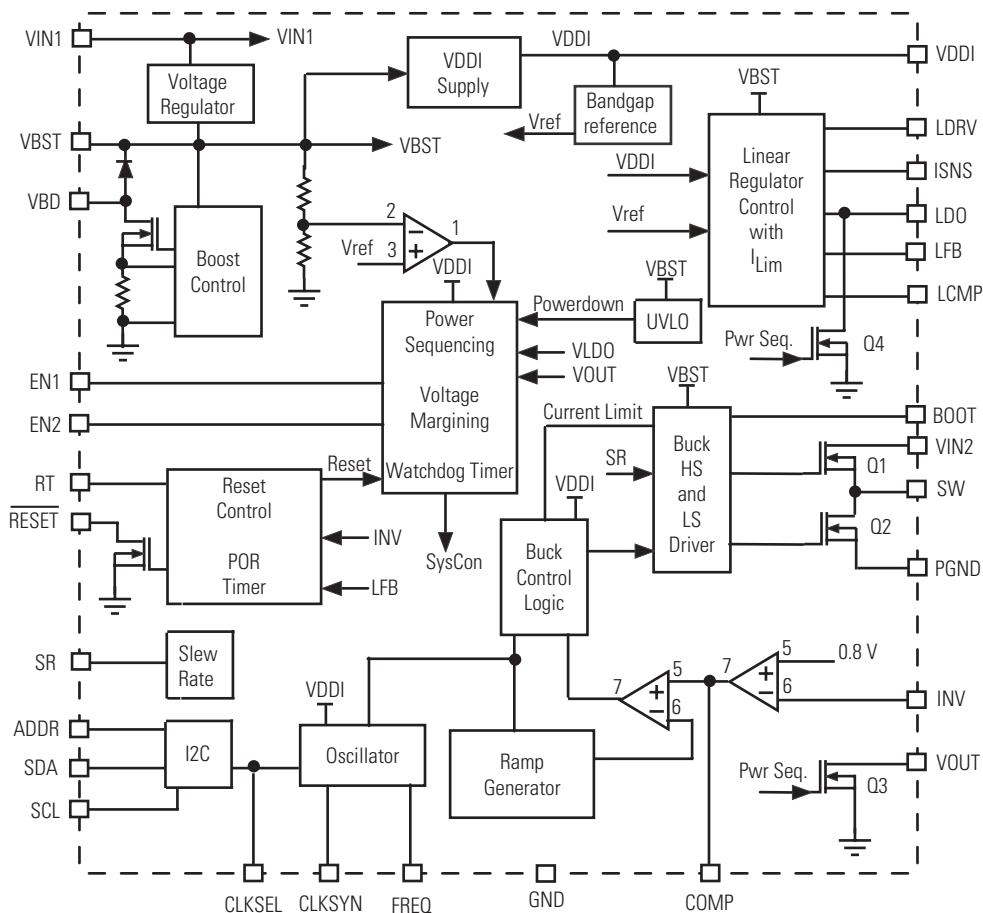 VIN1
VIN1
VDDI
VDDI
Voltage
Regulator
VDDI
Supply
Bandgap
reference
Vref
VBST
VBST
VBST
LDRV
ISNS
LDO
LFB
LCMP
Linear
Regulator
Control
with
ILim
VDDI
Vref
VBD
Boost
Control
2
3
1
Vref
VDDI
VBST
UVLO
Powerdown
Power
Sequencing
Voltage
Margining
Watchdog Timer
VLDO
VOUT
Pwr Seq.
Q4
EN1
EN2
Current Limit
VBST
BOOT
VIN2
SW
PGND
Buck
HS
and
LS
Driver
SR
VDDI
Q1
Q2
RT
RESET
Reset
Control
POR
Timer
Reset
INV
LFB
SysCon
Buck
Control
Logic
SR
Slew
Rate
5
6
7
5
6
7
0.8 V
INV
ADDR
SDA
SCL
I2C
VDDI
Oscillator
Ramp
Generator
Pwr Seq.
Q3
VOUT
CLKSEL
CLKSYN
FREQ
GND
COMP